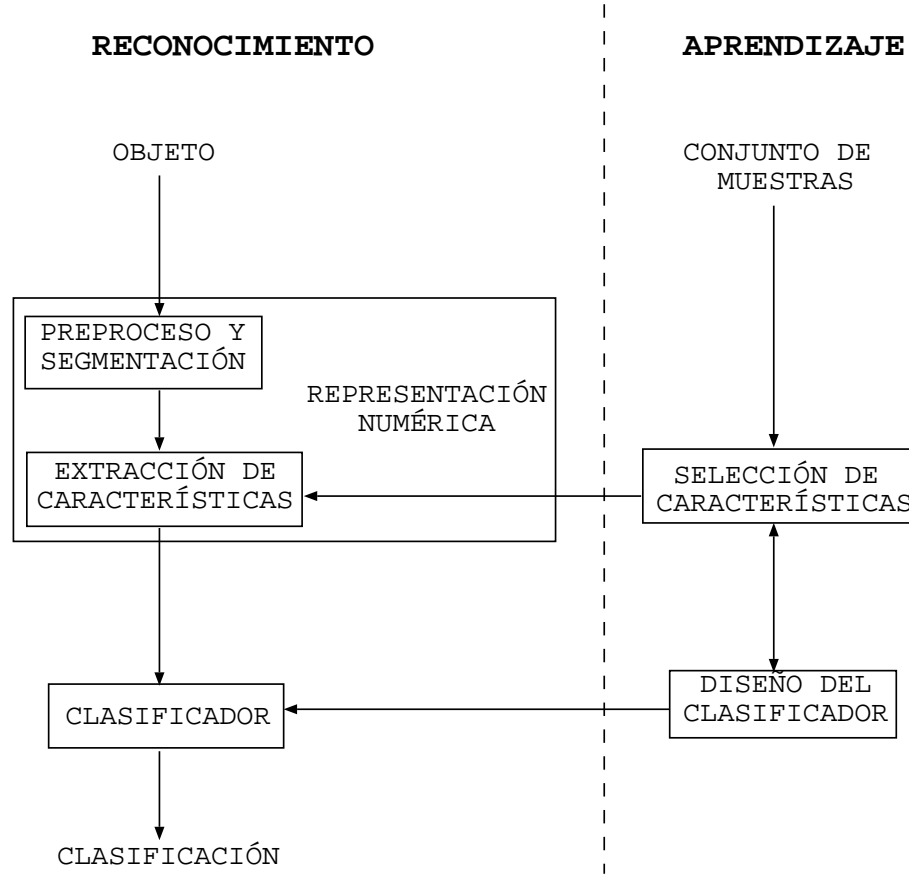 RECONOCIMIENTO
APRENDIZAJE
OBJETO
CONJUNTO DE
MUESTRAS
PREPROCESO Y
SEGMENTACIÓN
REPRESENTACIÓN
NUMÉRICA
EXTRACCIÓN DE
CARACTERÍSTICAS
SELECCIÓN DE
CARACTERÍSTICAS
CLASIFICADOR
DISEÑO DEL
CLASIFICADOR
CLASIFICACIÓN